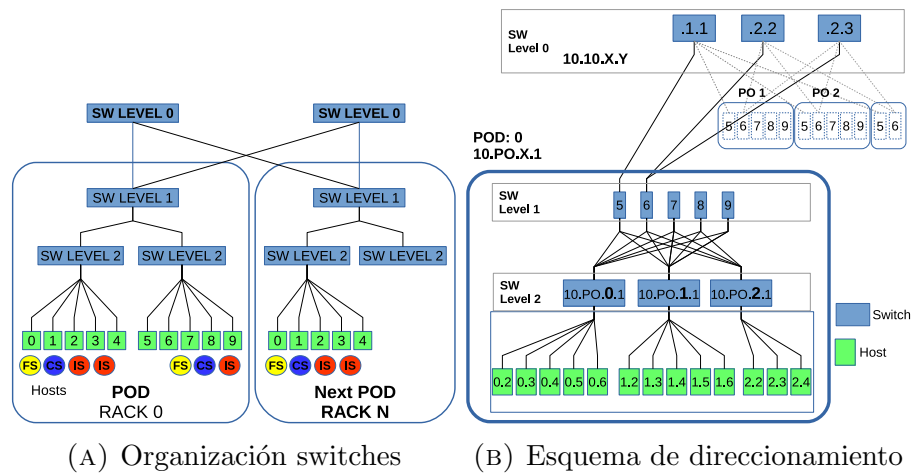 SW LEVEL 0
SW LEVEL 0
SW LEVEL 1
SW LEVEL 1
SW LEVEL 2
SW LEVEL 2
SW LEVEL 2
SW LEVEL 2
0 1 2 3 4
5 6 7 8 9
0 1 2 3 4
FS CS IS IS
FS CS IS
FS CS IS IS
Hosts
POD
RACK 0
Next POD
RACK N
(A) Organización switches
SW
Level 0
10.10.X.Y
.1.1
.2.2
.2.3
PO 1
PO 2
5 6 7 8 9
5 6 7 8 9
5 6
POD: 0
10.PO.X.1
SW
Level 1
5 6 7 8 9
SW
Level 2
10.PO.0.1
10.PO.1.1
10.PO.2.1
0.2 0.3 0.4 0.5 0.6
1.2 1.3 1.4 1.5 1.6
2.2 2.3 2.4
Switch
Host
(B) Esquema de direccionamiento